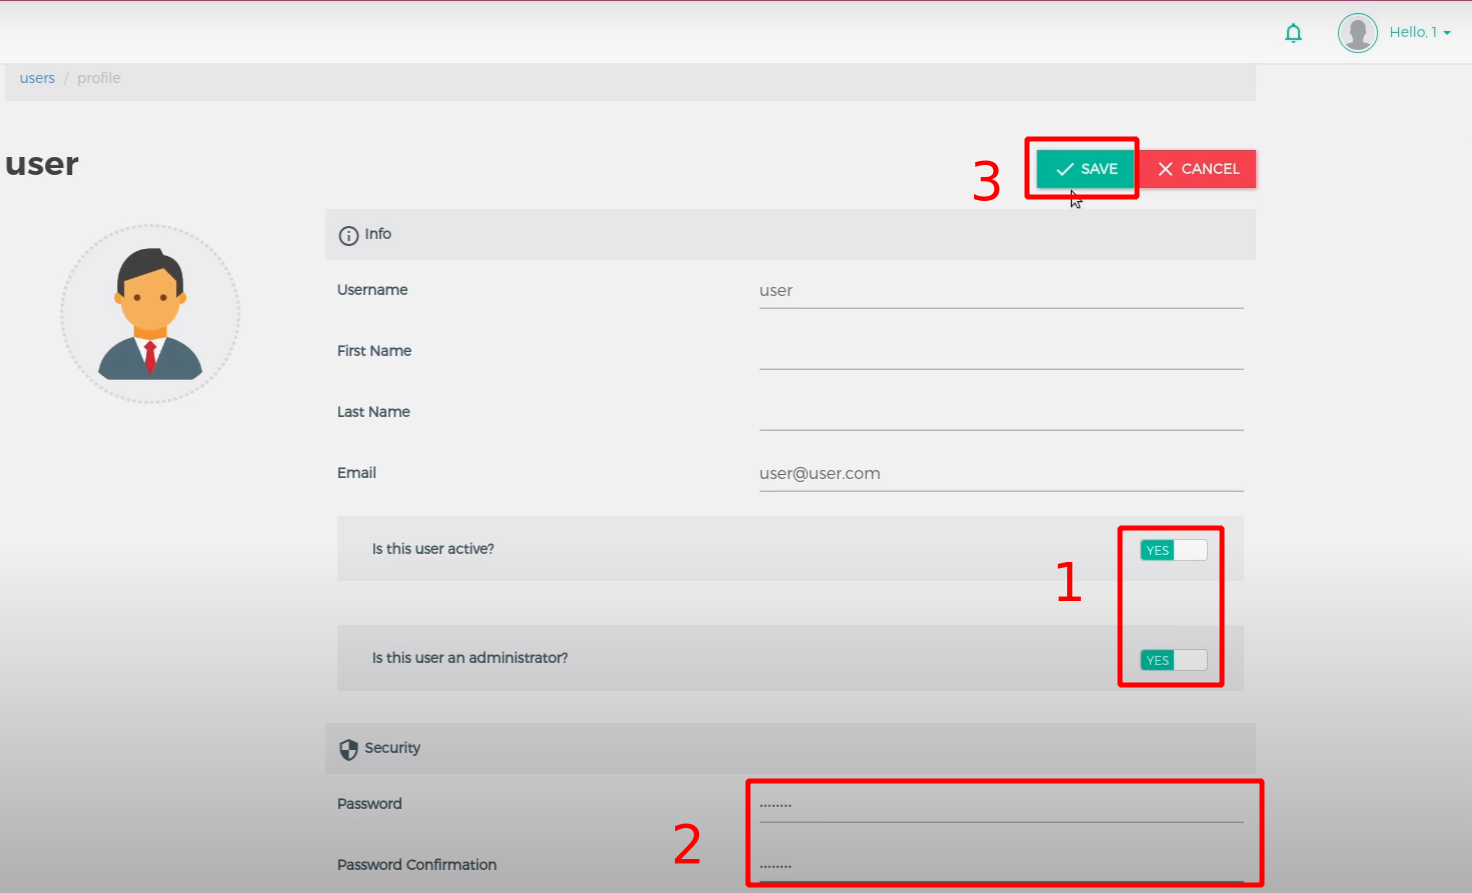 Hello, 1
users / profile
user
3
SAVE
CANCEL
Info
Username
user
First Name
Last Name
Email
user@user.com
Is this user active?
YES
1
Is this user an administrator?
YES
Security
Password
........
2
Password Confirmation
........